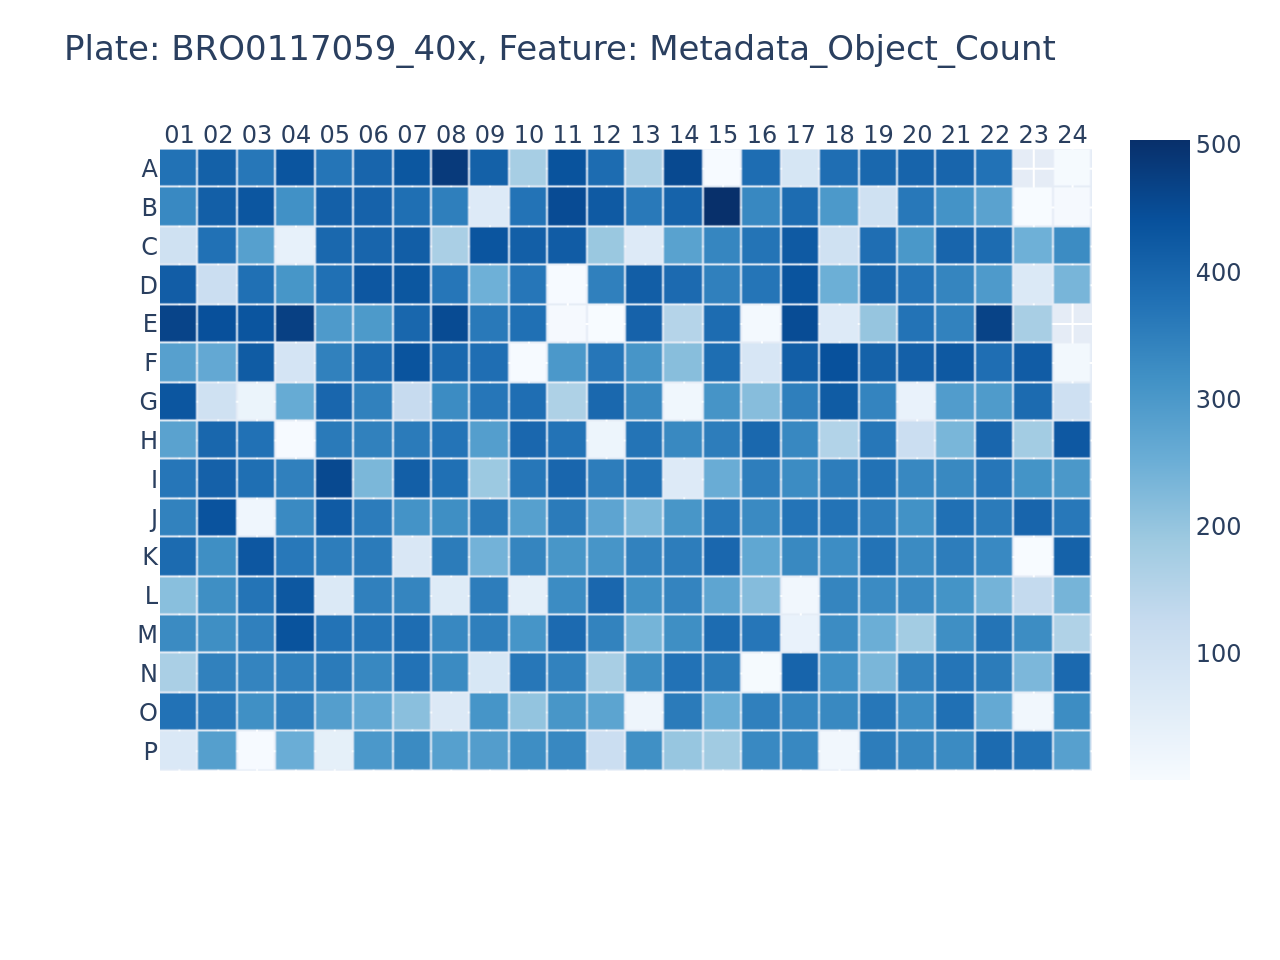 Plate: BRO0117059_40x, Feature: Metadata_Object_Count
01 02 03 04 05 06 07 08 09 10 11 12 13 14 15 16 17 18 19 20 21 22 23 24
A
B
C
D
E
F
G
H
I
J
K
L
M
N
O
P
500
400
300
200
100